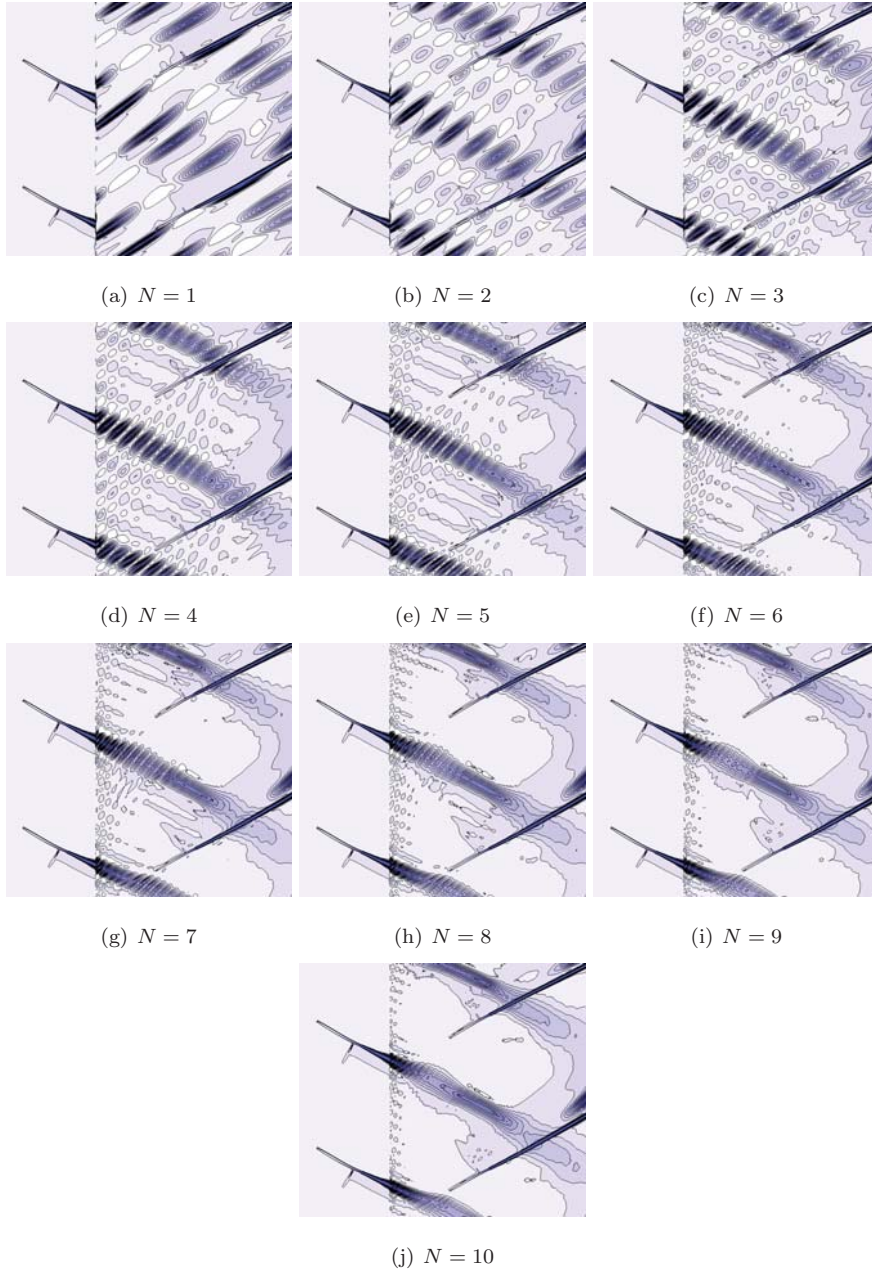 (a) N = 1
(b) N = 2
(c) N = 3
(d) N = 4
(e) N = 5
(f) N = 6
(g) N = 7
(h) N = 8
(i) N = 9
(j) N = 10